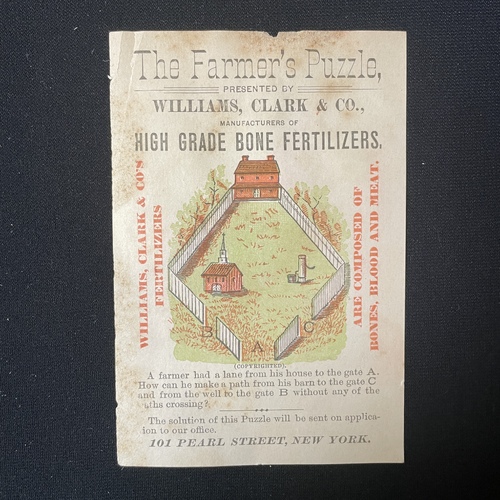 The Farmer's Puzzle,
PRESENTED BY
WILLIAMS, CLARK & CO.,
MANUFACTURERS OF
HIGH GRADE BONE FERTILIZERS.
WILLIAMS, CLARK & CO'S
FERTILIZERS
ARE COMPOSED OF
BONES, BLOOD AND MEAT.
B
A
C
(COPYRIGHTED).
A farmer had a lane from his house to the gate A.
How can he make a path from his barn to the gate C
and from the well to the gate B without any of the
aths crossing?
The solution of this Puzzle will be sent on applica-
ion to our office.
101 PEARL STREET, NEW YORK.